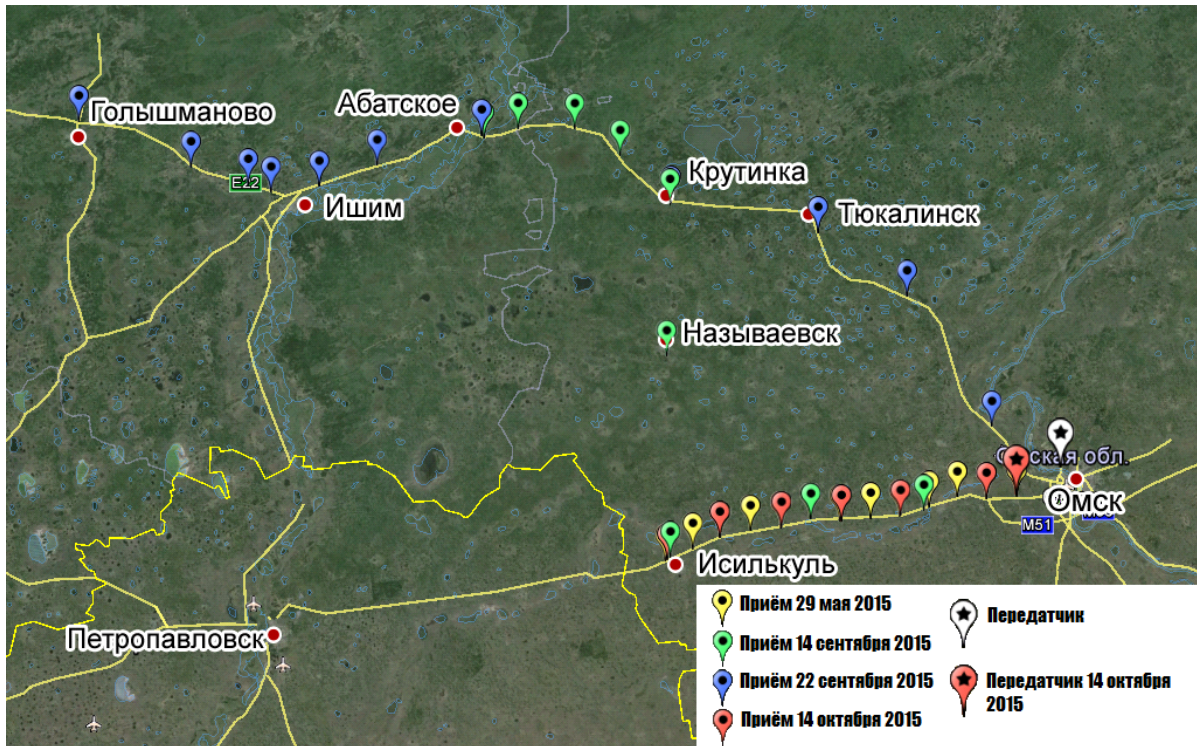 Голышманово
Абатское
E22
Ишим
Крутинка
Тюкалинск
Называевск
ская обл.
Омск
M51
Исилькуль
Петропавловск
Приём 29 мая 2015
Приём 14 сентября 2015
Приём 22 сентября 2015
Приём 14 октября 2015
Передатчик
Передатчик 14 октября
2015